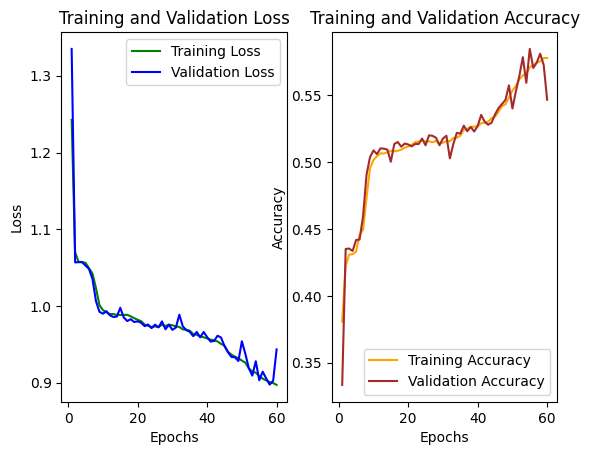 Training and Validation Loss
Training and Validation Accuracy
Training Loss
Validation Loss
Loss
1.3
1.2
1.1
1.0
0.9
0
20
40
60
Epochs
Accuracy
0.55
0.50
0.45
0.40
0.35
Training Accuracy
Validation Accuracy
0
20
40
60
Epochs